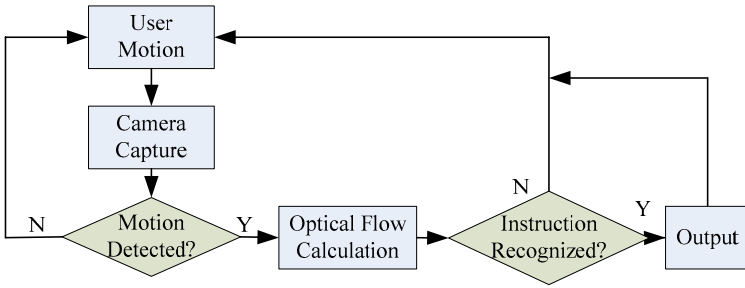 User
Motion
Camera
Capture
N
Motion
Detected?
Y
Optical Flow
Calculation
N
Instruction
Recognized?
Y
Output